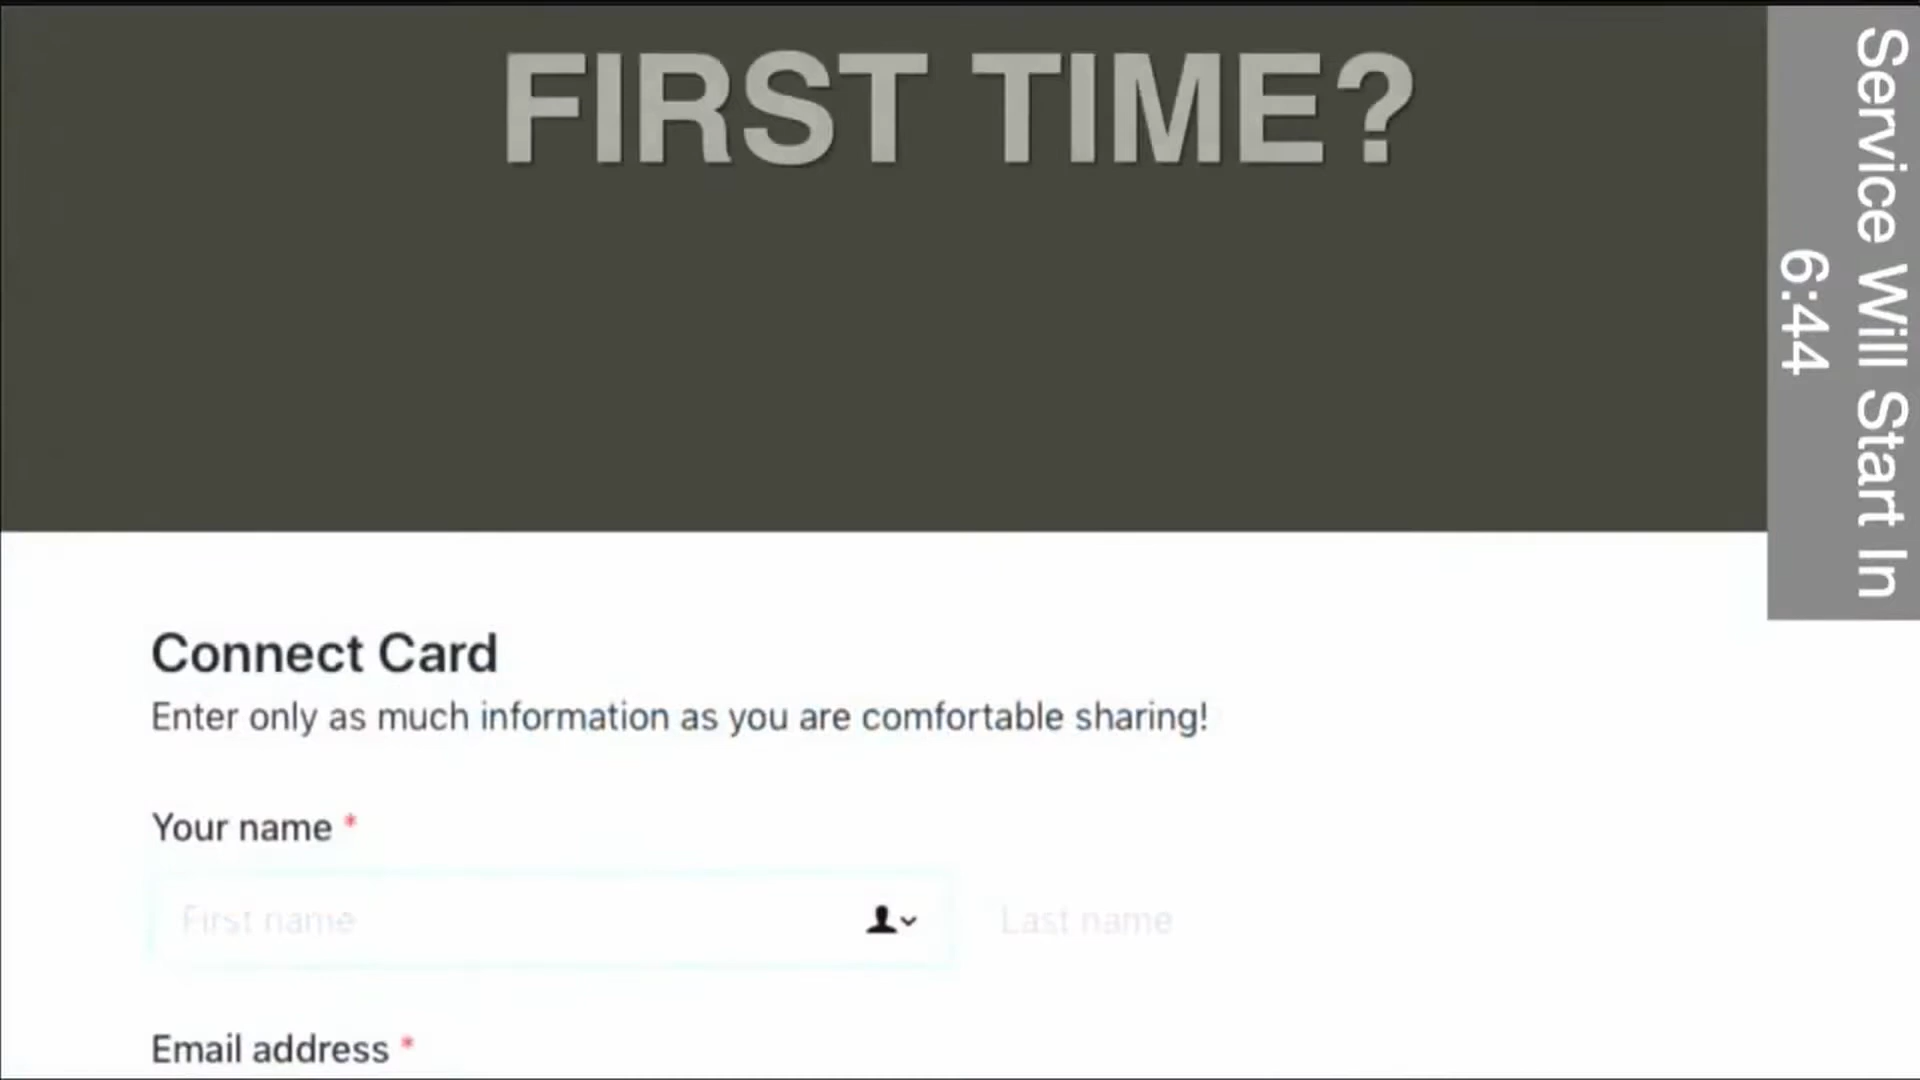 FIRST TIME?
Service Will Start In
6:44
Connect Card
Enter only as much information as you are comfortable sharing!
Your name *
First name
Last name
Email address *